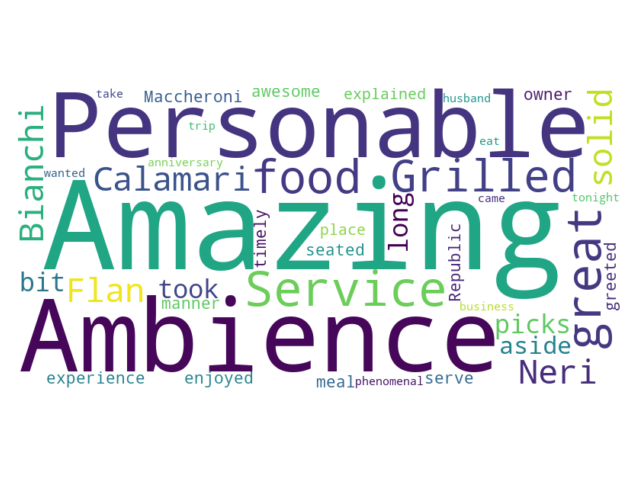 take
Maccheroni
awesome
explained
husband
owner
Personable
trip
eat
solid
Bianchi
anniversary
wanted
Calamari
food
Grilled
came
tonight
Amazing
long
timely
place
seated
Republic
great
greeted
bit
Flan
took
manner
Service
business
picks
Ambience
aside
Neri
experience
enjoyed
meal
phenomenal
serve